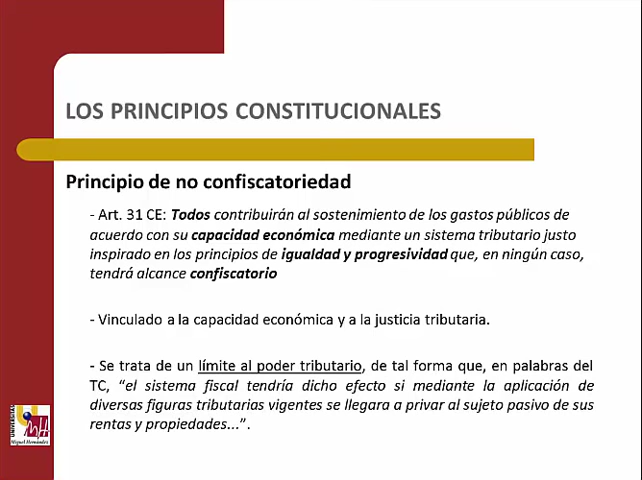 LOS PRINCIPIOS CONSTITUCIONALES
Principio de no confiscatoriedad
- Art. 31 CE: Todos contribuirán al sostenimiento de los gastos públicos de
acuerdo con su capacidad económica mediante un sistema tributario justo
inspirado en los principios de igualdad y progresividad que, en ningún caso,
tendrá alcance confiscatorio
- Vinculado a la capacidad económica y a la justicia tributaria.
- Se trata de un límite al poder tributario, de tal forma que, en palabras del
TC, “el sistema fiscal tendría dicho efecto si mediante la aplicación de
diversas figuras tributarias vigentes se llegara a privar al sujeto pasivo de sus
rentas y propiedades...”.
UNIVERSITAS
Miguel Hernández